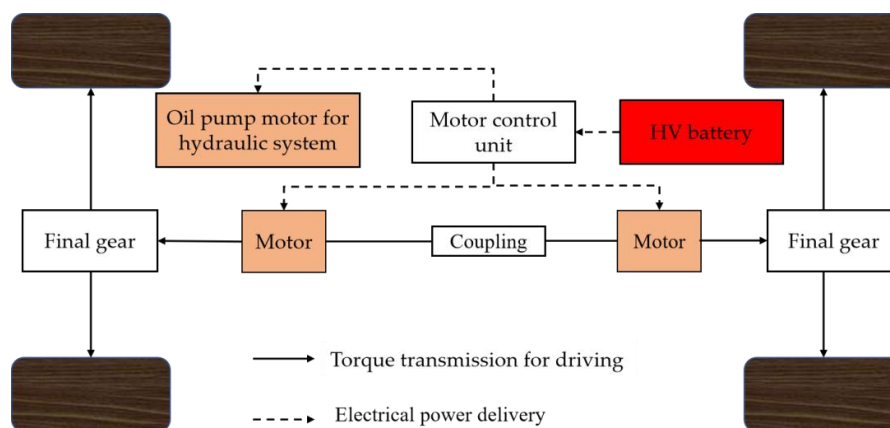 Oil pump motor for
hydraulic system
Motor control
unit
HV battery
Final gear
Motor
Coupling
Motor
Final gear
Torque transmission for driving
Electrical power delivery